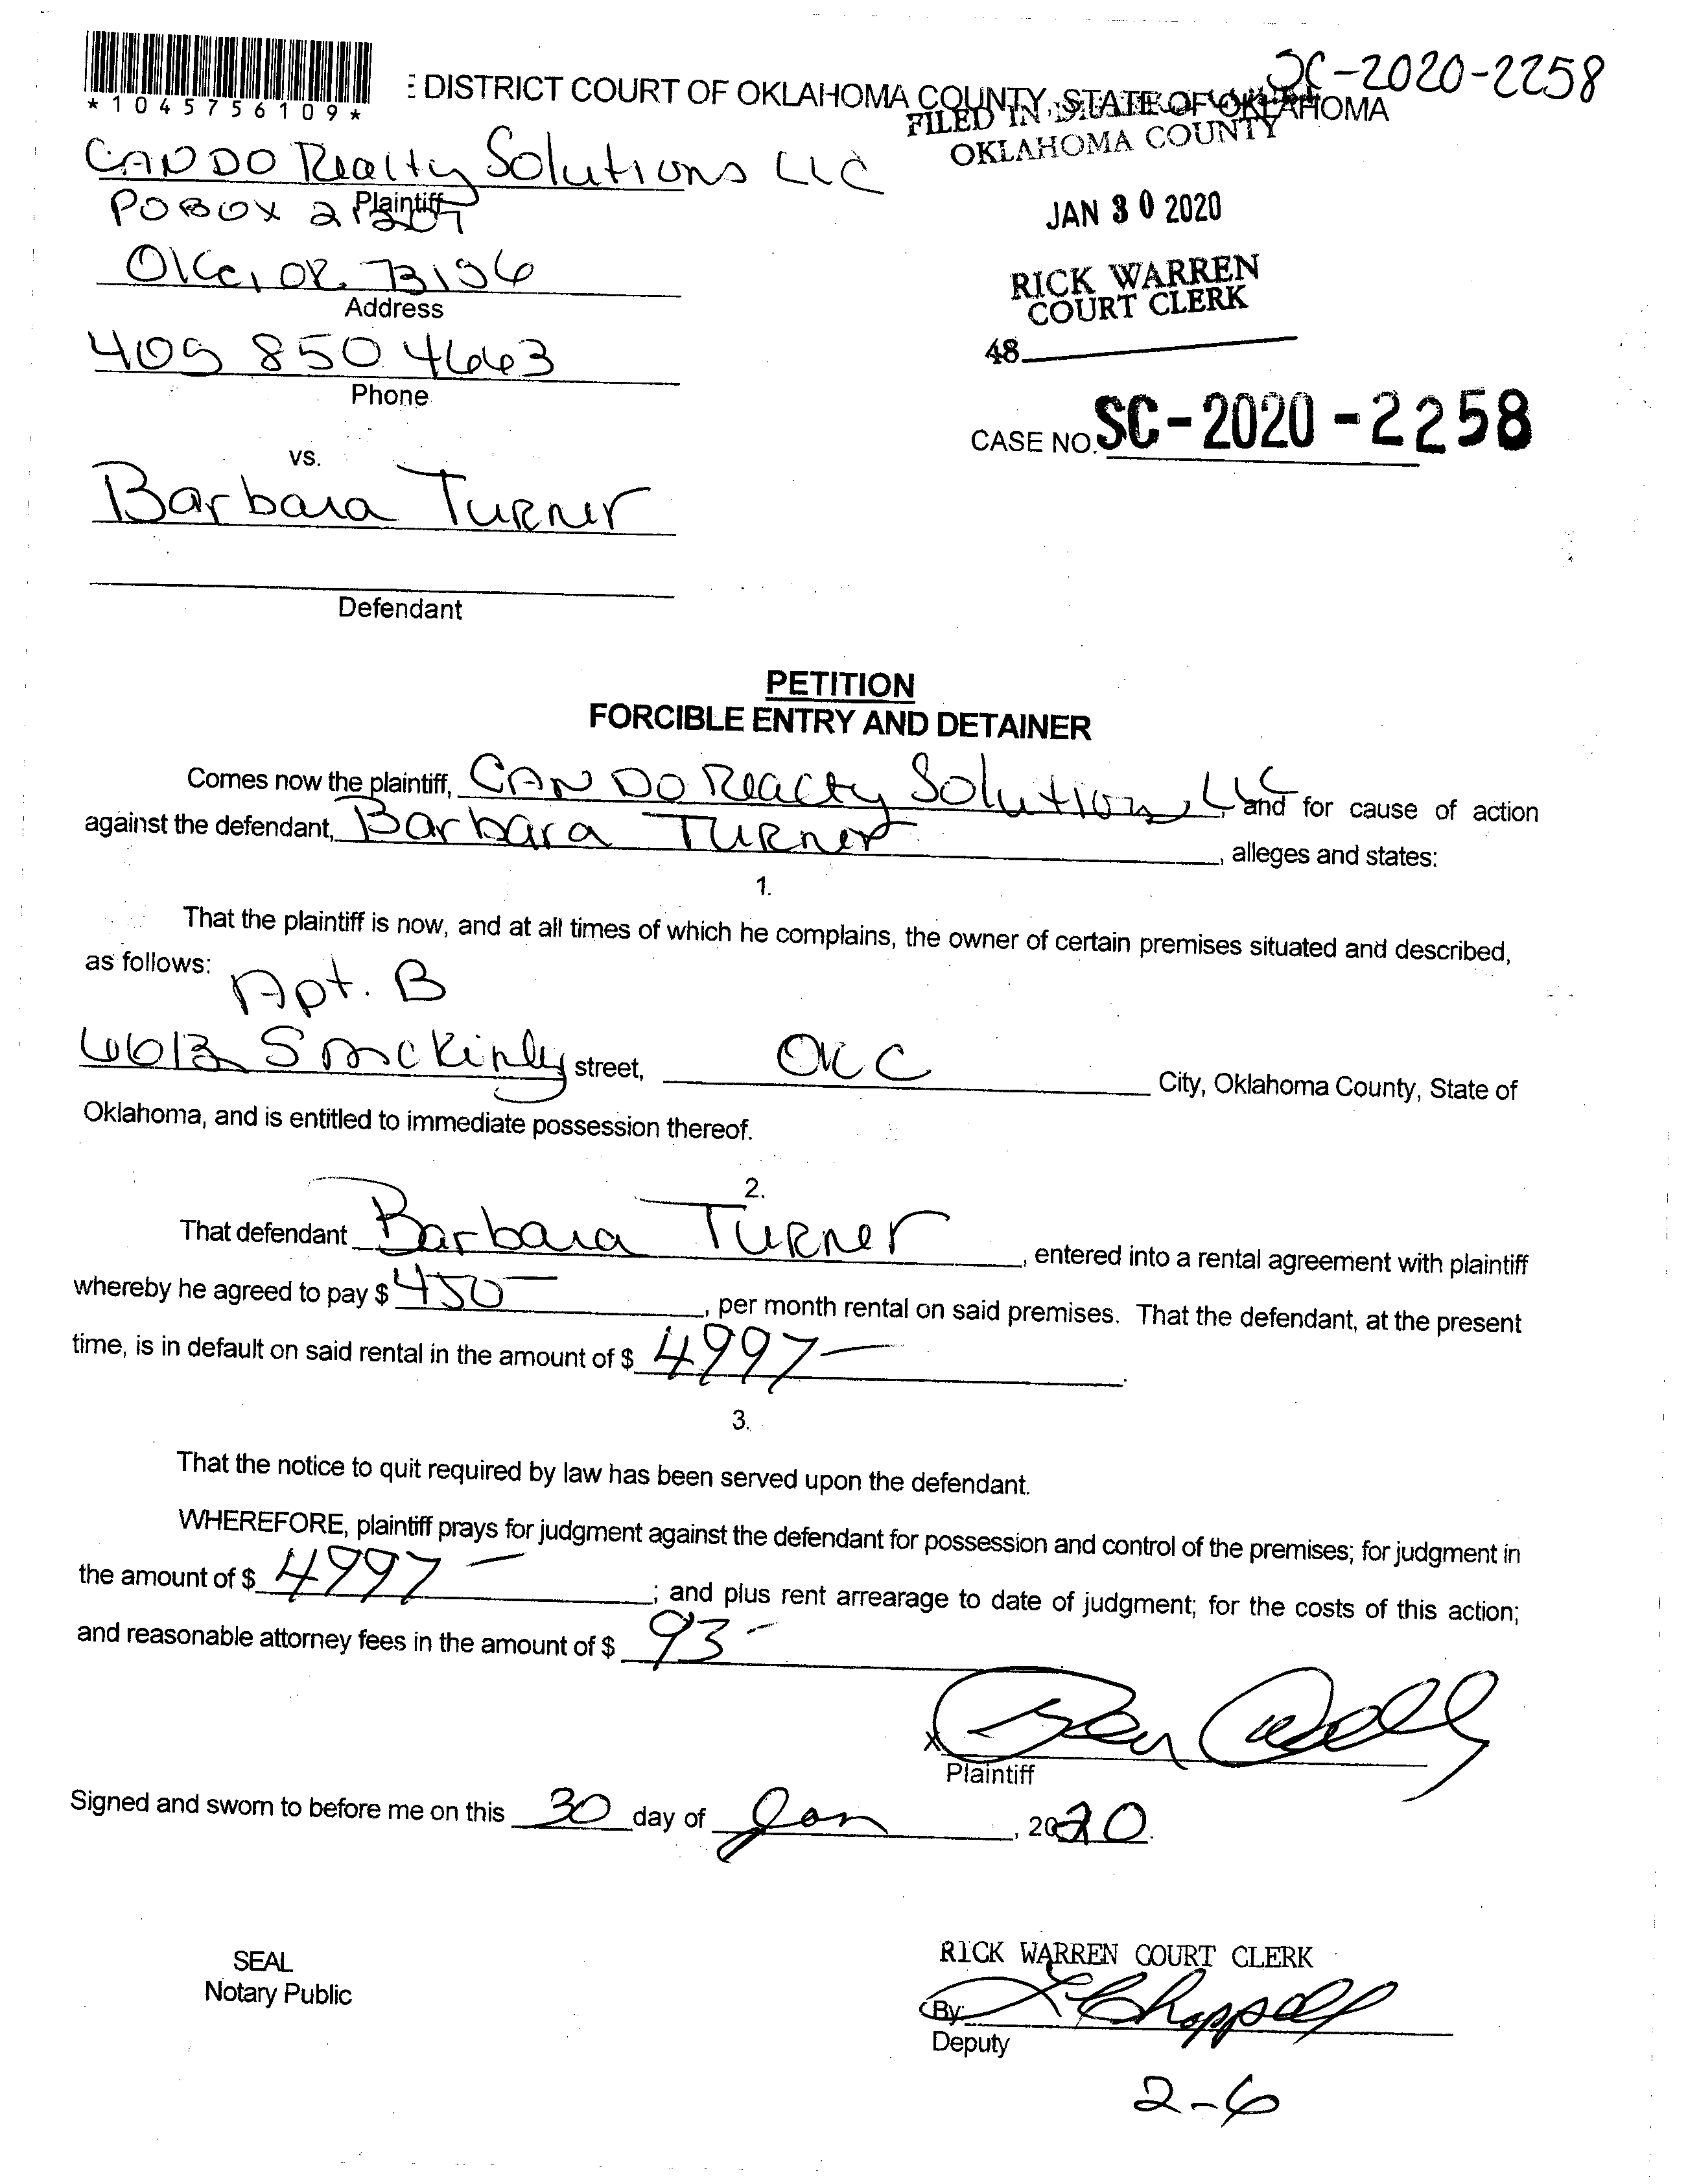 *1045756109*
SC-2020-2258
E DISTRICT COURT OF OKLAHOMA COUNTY, STATE OF OKLAHOMA
FILED IN
OKLAHOMA COUNTY
CAN DO Realty Solutions LLC
Plaintiff
PO BOX
JAN 30 2020
OKC, OK
Address
RICK WARREN
COURT CLERK
405 850 4663
Phone
48
CASE NO. SC-2020-2258
VS.
Barbara Turner
Defendant
PETITION
FORCIBLE ENTRY AND DETAINER
Comes now the plaintiff, CAN DO Realty Solutions, LLC, and for cause of action
against the defendant, Barbara Turner, alleges and states:
1.
That the plaintiff is now, and at all times of which he complains, the owner of certain premises situated and described,
as follows:
Apt. B
S McKinly street, OKC City, Oklahoma County, State of
Oklahoma, and is entitled to immediate possession thereof.
2.
That defendant Barbara Turner, entered into a rental agreement with plaintiff
whereby he agreed to pay $ 450-, per month rental on said premises. That the defendant, at the present
time, is in default on said rental in the amount of $ 4997-.
3.
That the notice to quit required by law has been served upon the defendant.
WHEREFORE, plaintiff prays for judgment against the defendant for possession and control of the premises; for judgment in
the amount of $ 4997-; and plus rent arrearage to date of judgment; for the costs of this action;
and reasonable attorney fees in the amount of $ 93-
X
Plaintiff
Signed and sworn to before me on this 30 day of Jan, 2020.
SEAL
Notary Public
RICK WARREN COURT CLERK
By: Chappell
Deputy
2-6